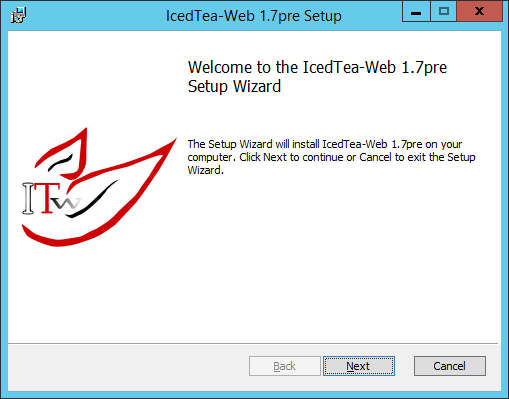 IcedTea-Web 1.7pre Setup
Welcome to the IcedTea-Web 1.7pre
Setup Wizard
The Setup Wizard will install IcedTea-Web 1.7pre on your
computer. Click Next to continue or Cancel to exit the Setup
Wizard.
ITW
Back
Next
Cancel